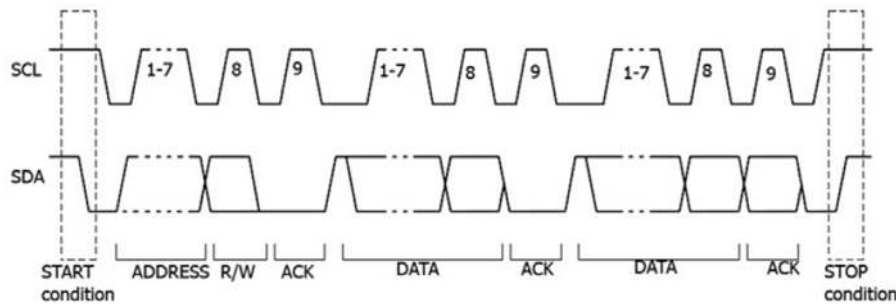 SCL
1-7
8
9
1-7
8
9
1-7
8
9
SDA
START
condition
ADDRESS
R/W
ACK
DATA
ACK
DATA
ACK
STOP
condition